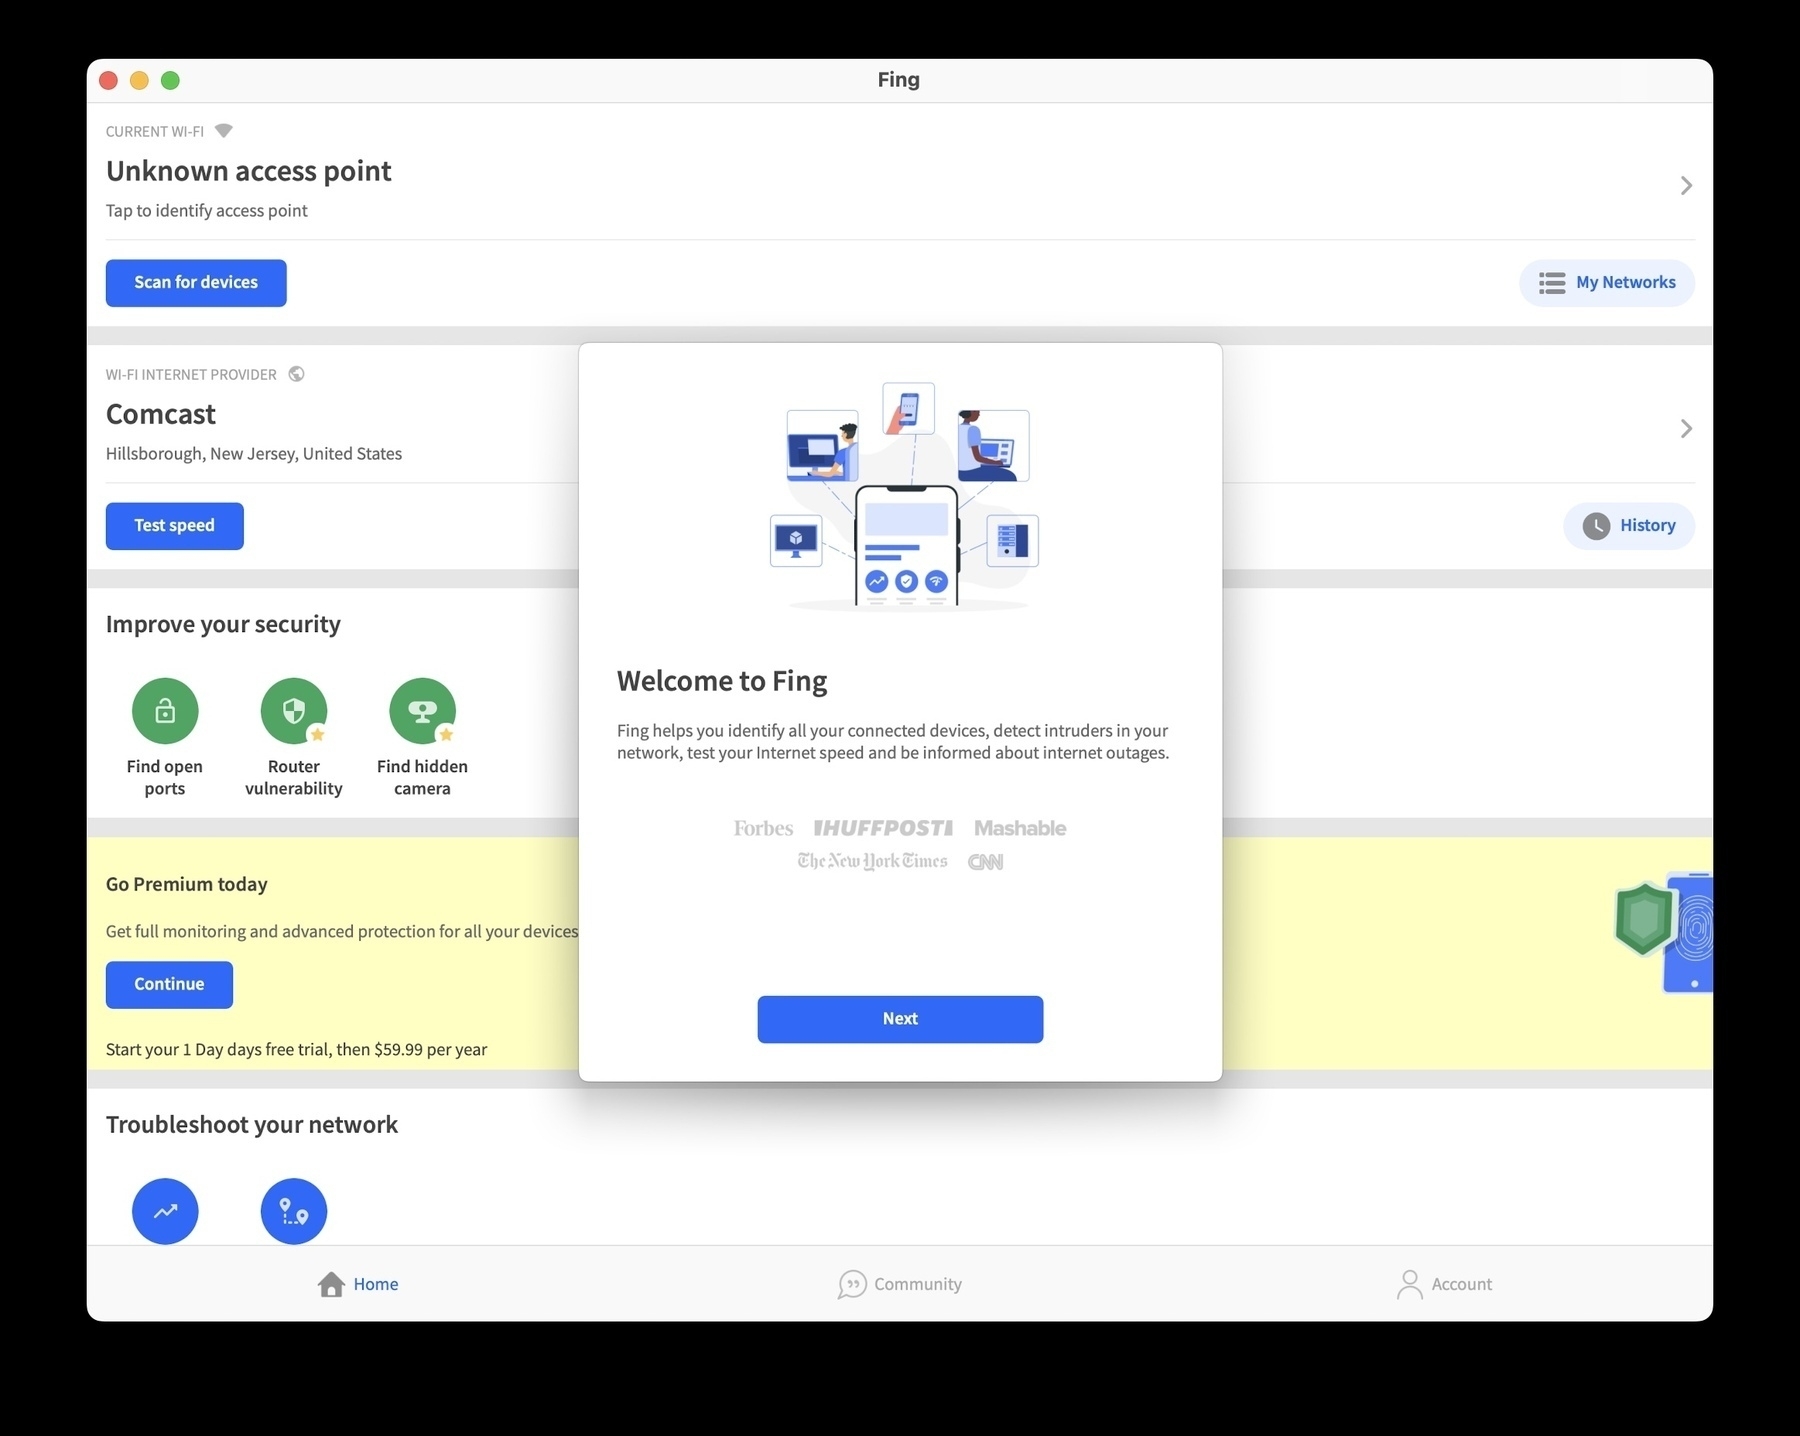 Fing
CURRENT WI-FI
Unknown access point
Tap to identify access point
Scan for devices
My Networks
WI-FI INTERNET PROVIDER
Comcast
Hillsborough, New Jersey, United States
Test speed
History
Improve your security
Find open
ports
Router
vulnerability
Find hidden
camera
Go Premium today
Get full monitoring and advanced protection for all your devices
Continue
Start your 1 Day days free trial, then $59.99 per year
Troubleshoot your network
Welcome to Fing
Fing helps you identify all your connected devices, detect intruders in your
network, test your Internet speed and be informed about internet outages.
Forbes HUFFPOST Mashable
The New York Times CNN
Next
Home
Community
Account